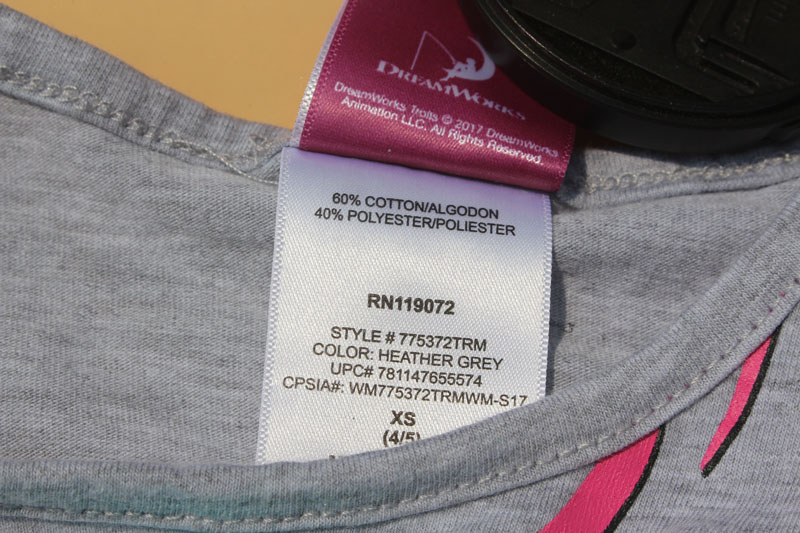 DREAMWORKS
DreamWorks Trolls © 2017 DreamWorks
Animation LLC. All Rights Reserved.
60% COTTON/ALGODON
40% POLYESTER/POLIESTER
RN119072
STYLE # 775372TRM
COLOR: HEATHER GREY
UPC# 781147655574
CPSIA#: WM775372TRMWM-S17
XS
(4/5)